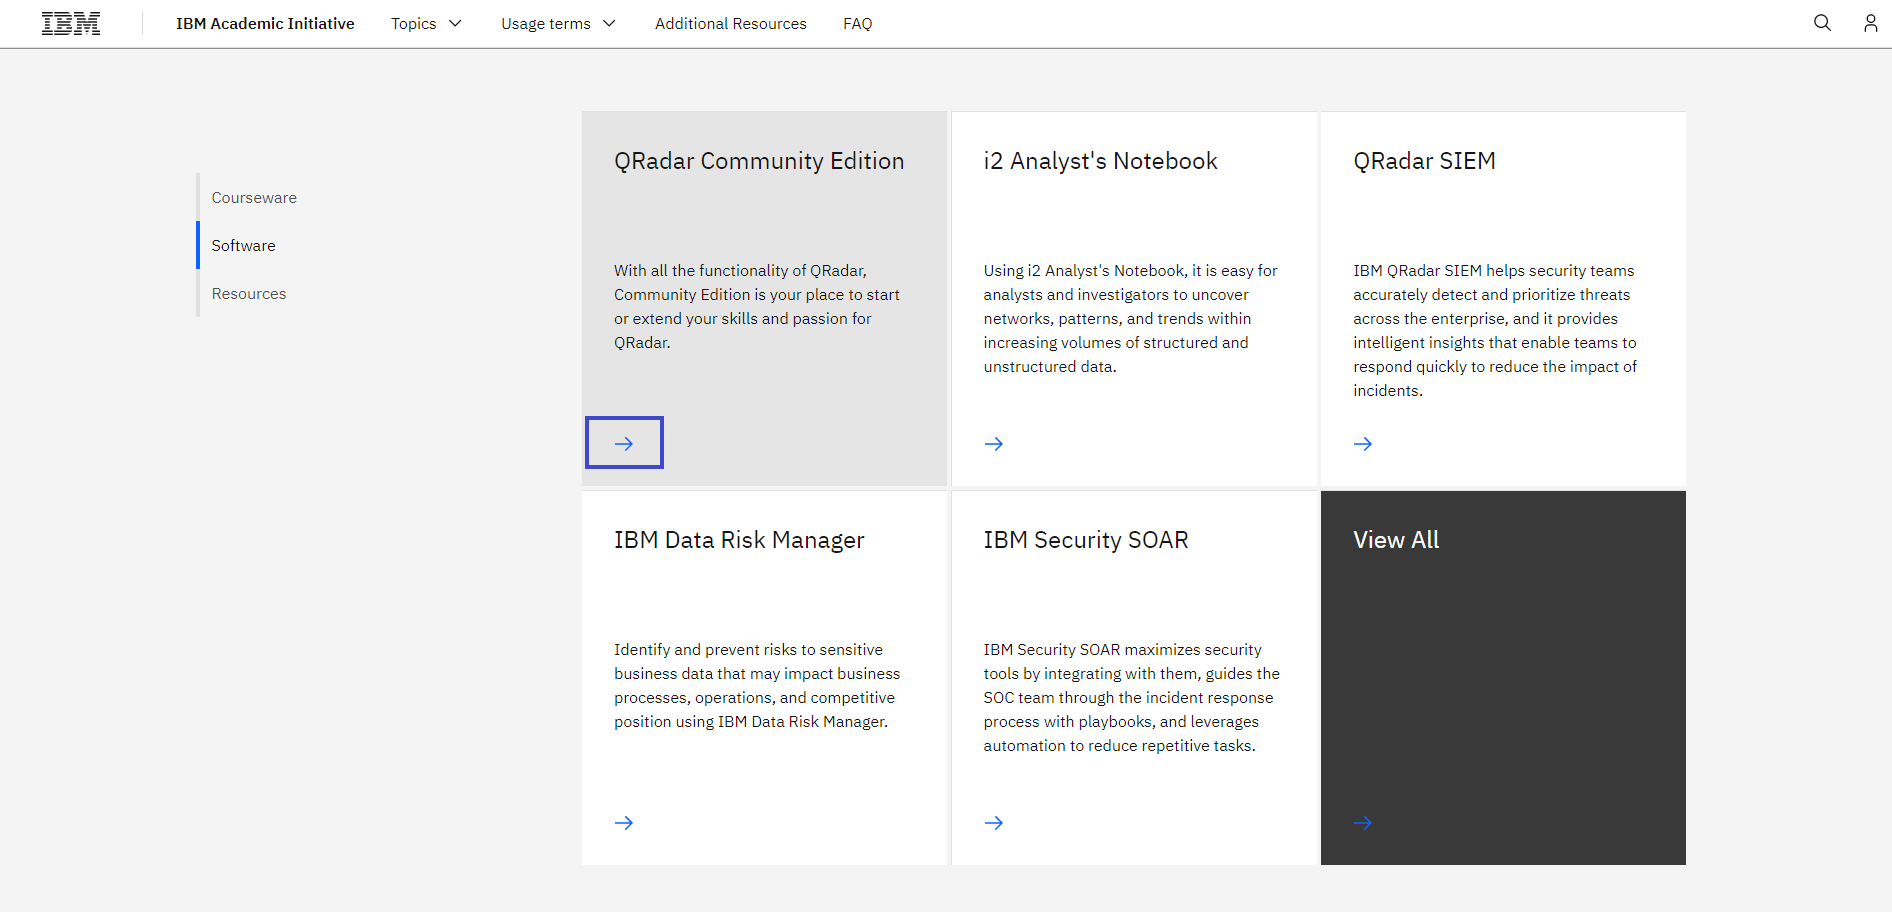 IBM IBM Academic Initiative Topics Usage terms Additional Resources FAQ
Courseware
Software
Resources
QRadar Community Edition
With all the functionality of QRadar,
Community Edition is your place to start
or extend your skills and passion for
QRadar.
i2 Analyst's Notebook
Using i2 Analyst's Notebook, it is easy for
analysts and investigators to uncover
networks, patterns, and trends within
increasing volumes of structured and
unstructured data.
QRadar SIEM
IBM QRadar SIEM helps security teams
accurately detect and prioritize threats
across the enterprise, and it provides
intelligent insights that enable teams to
respond quickly to reduce the impact of
incidents.
IBM Data Risk Manager
Identify and prevent risks to sensitive
business data that may impact business
processes, operations, and competitive
position using IBM Data Risk Manager.
IBM Security SOAR
IBM Security SOAR maximizes security
tools by integrating with them, guides the
SOC team through the incident response
process with playbooks, and leverages
automation to reduce repetitive tasks.
View All